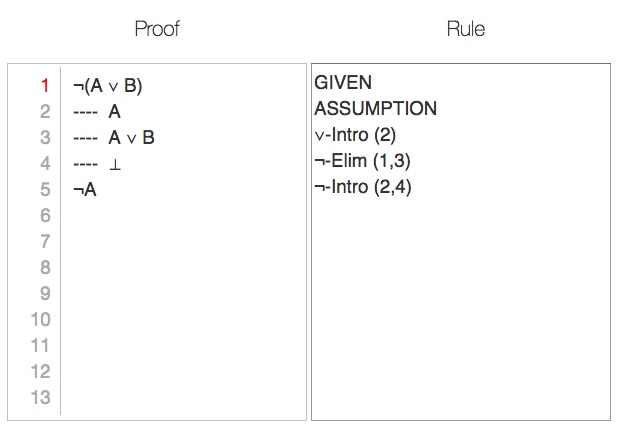 Proof Rule
1 ¬(A ∨ B) GIVEN
2 ---- A ASSUMPTION
3 ---- A ∨ B ∨-Intro (2)
4 ---- ⊥ ¬-Elim (1,3)
5 ¬A ¬-Intro (2,4)
6
7
8
9
10
11
12
13